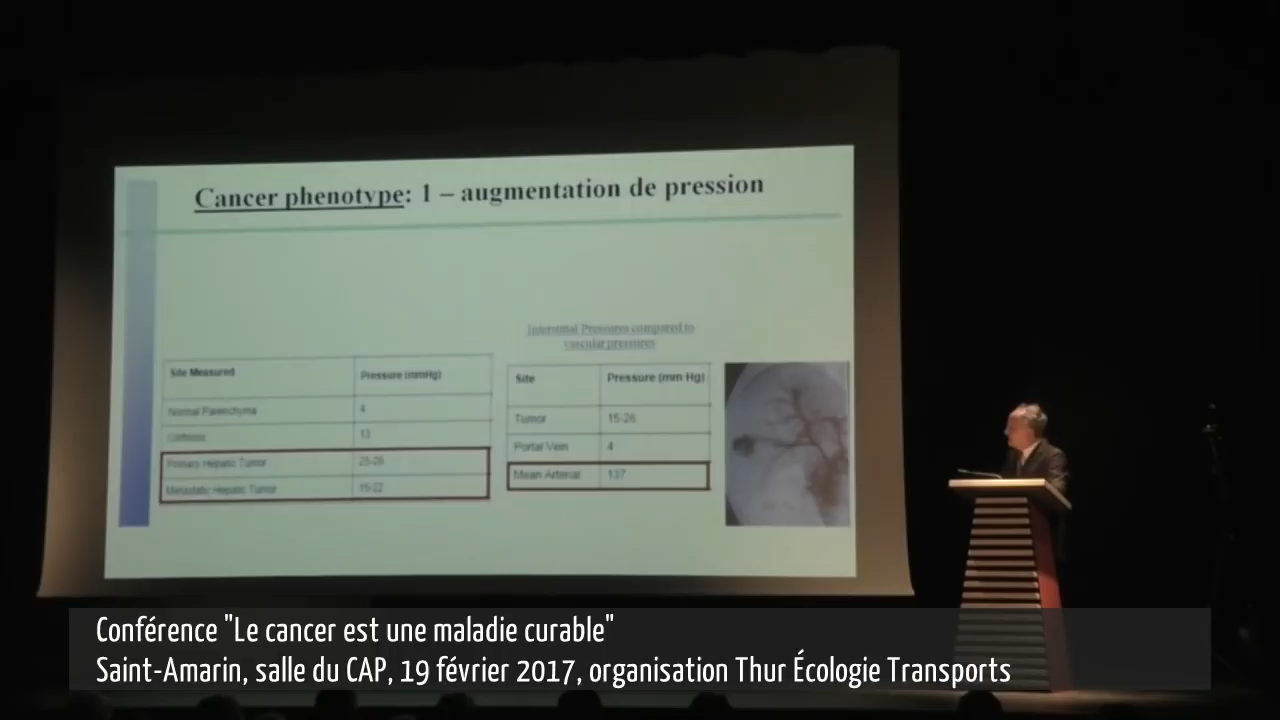 Cancer phenotype: 1 – augmentation de pression
Interstitial Pressures compared to
vascular pressures
Site Measured Pressure (mmHg)
Normal Parenchyma 4
Cirrhosis 13
Primary Hepatic Tumor
Metastatic Hepatic Tumor
Site Pressure (mm Hg)
Tumor 15-26
Portal Vein 4
Mean Arterial 137
Conférence "Le cancer est une maladie curable"
Saint-Amarin, salle du CAP, 19 février 2017, organisation Thur Écologie Transports